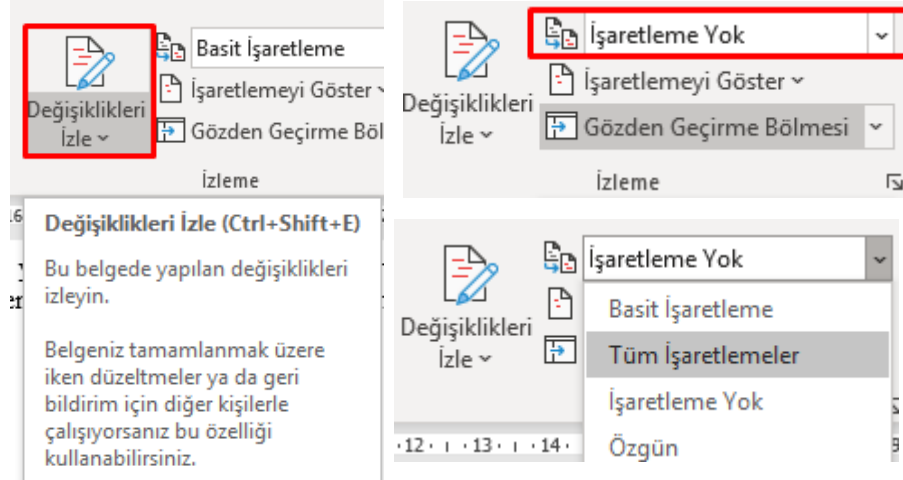 Değişiklikleri
İzle
Basit İşaretleme
İşaretlemeyi Göster
Gözden Geçirme Böl
İzleme
16
Değişiklikleri İzle (Ctrl+Shift+E)
Bu belgede yapılan değişiklikleri
izleyin.
Belgeniz tamamlanmak üzere
iken düzeltmeler ya da geri
bildirim için diğer kişilerle
çalışıyorsanız bu özelliği
kullanabilirsiniz.
Değişiklikleri
İzle
İşaretleme Yok
İşaretlemeyi Göster
Gözden Geçirme Bölmesi
İzleme
Değişiklikleri
İzle
İşaretleme Yok
Basit İşaretleme
Tüm İşaretlemeler
İşaretleme Yok
Özgün
·12· ı ·13· ı ·14·